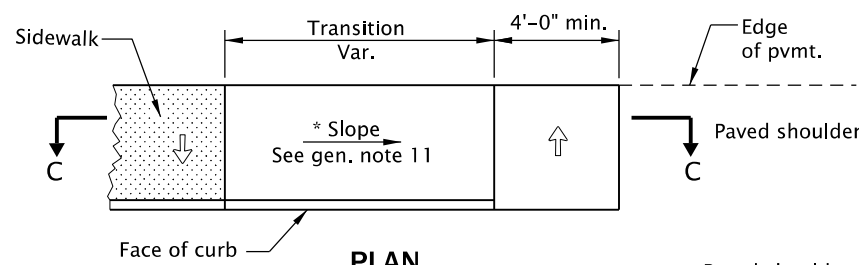 Transition
Var.
4'-0" min.
Sidewalk
Edge
of pvmt.
* Slope
See gen. note 11
Paved shoulder
C
C
Face of curb
PLAN